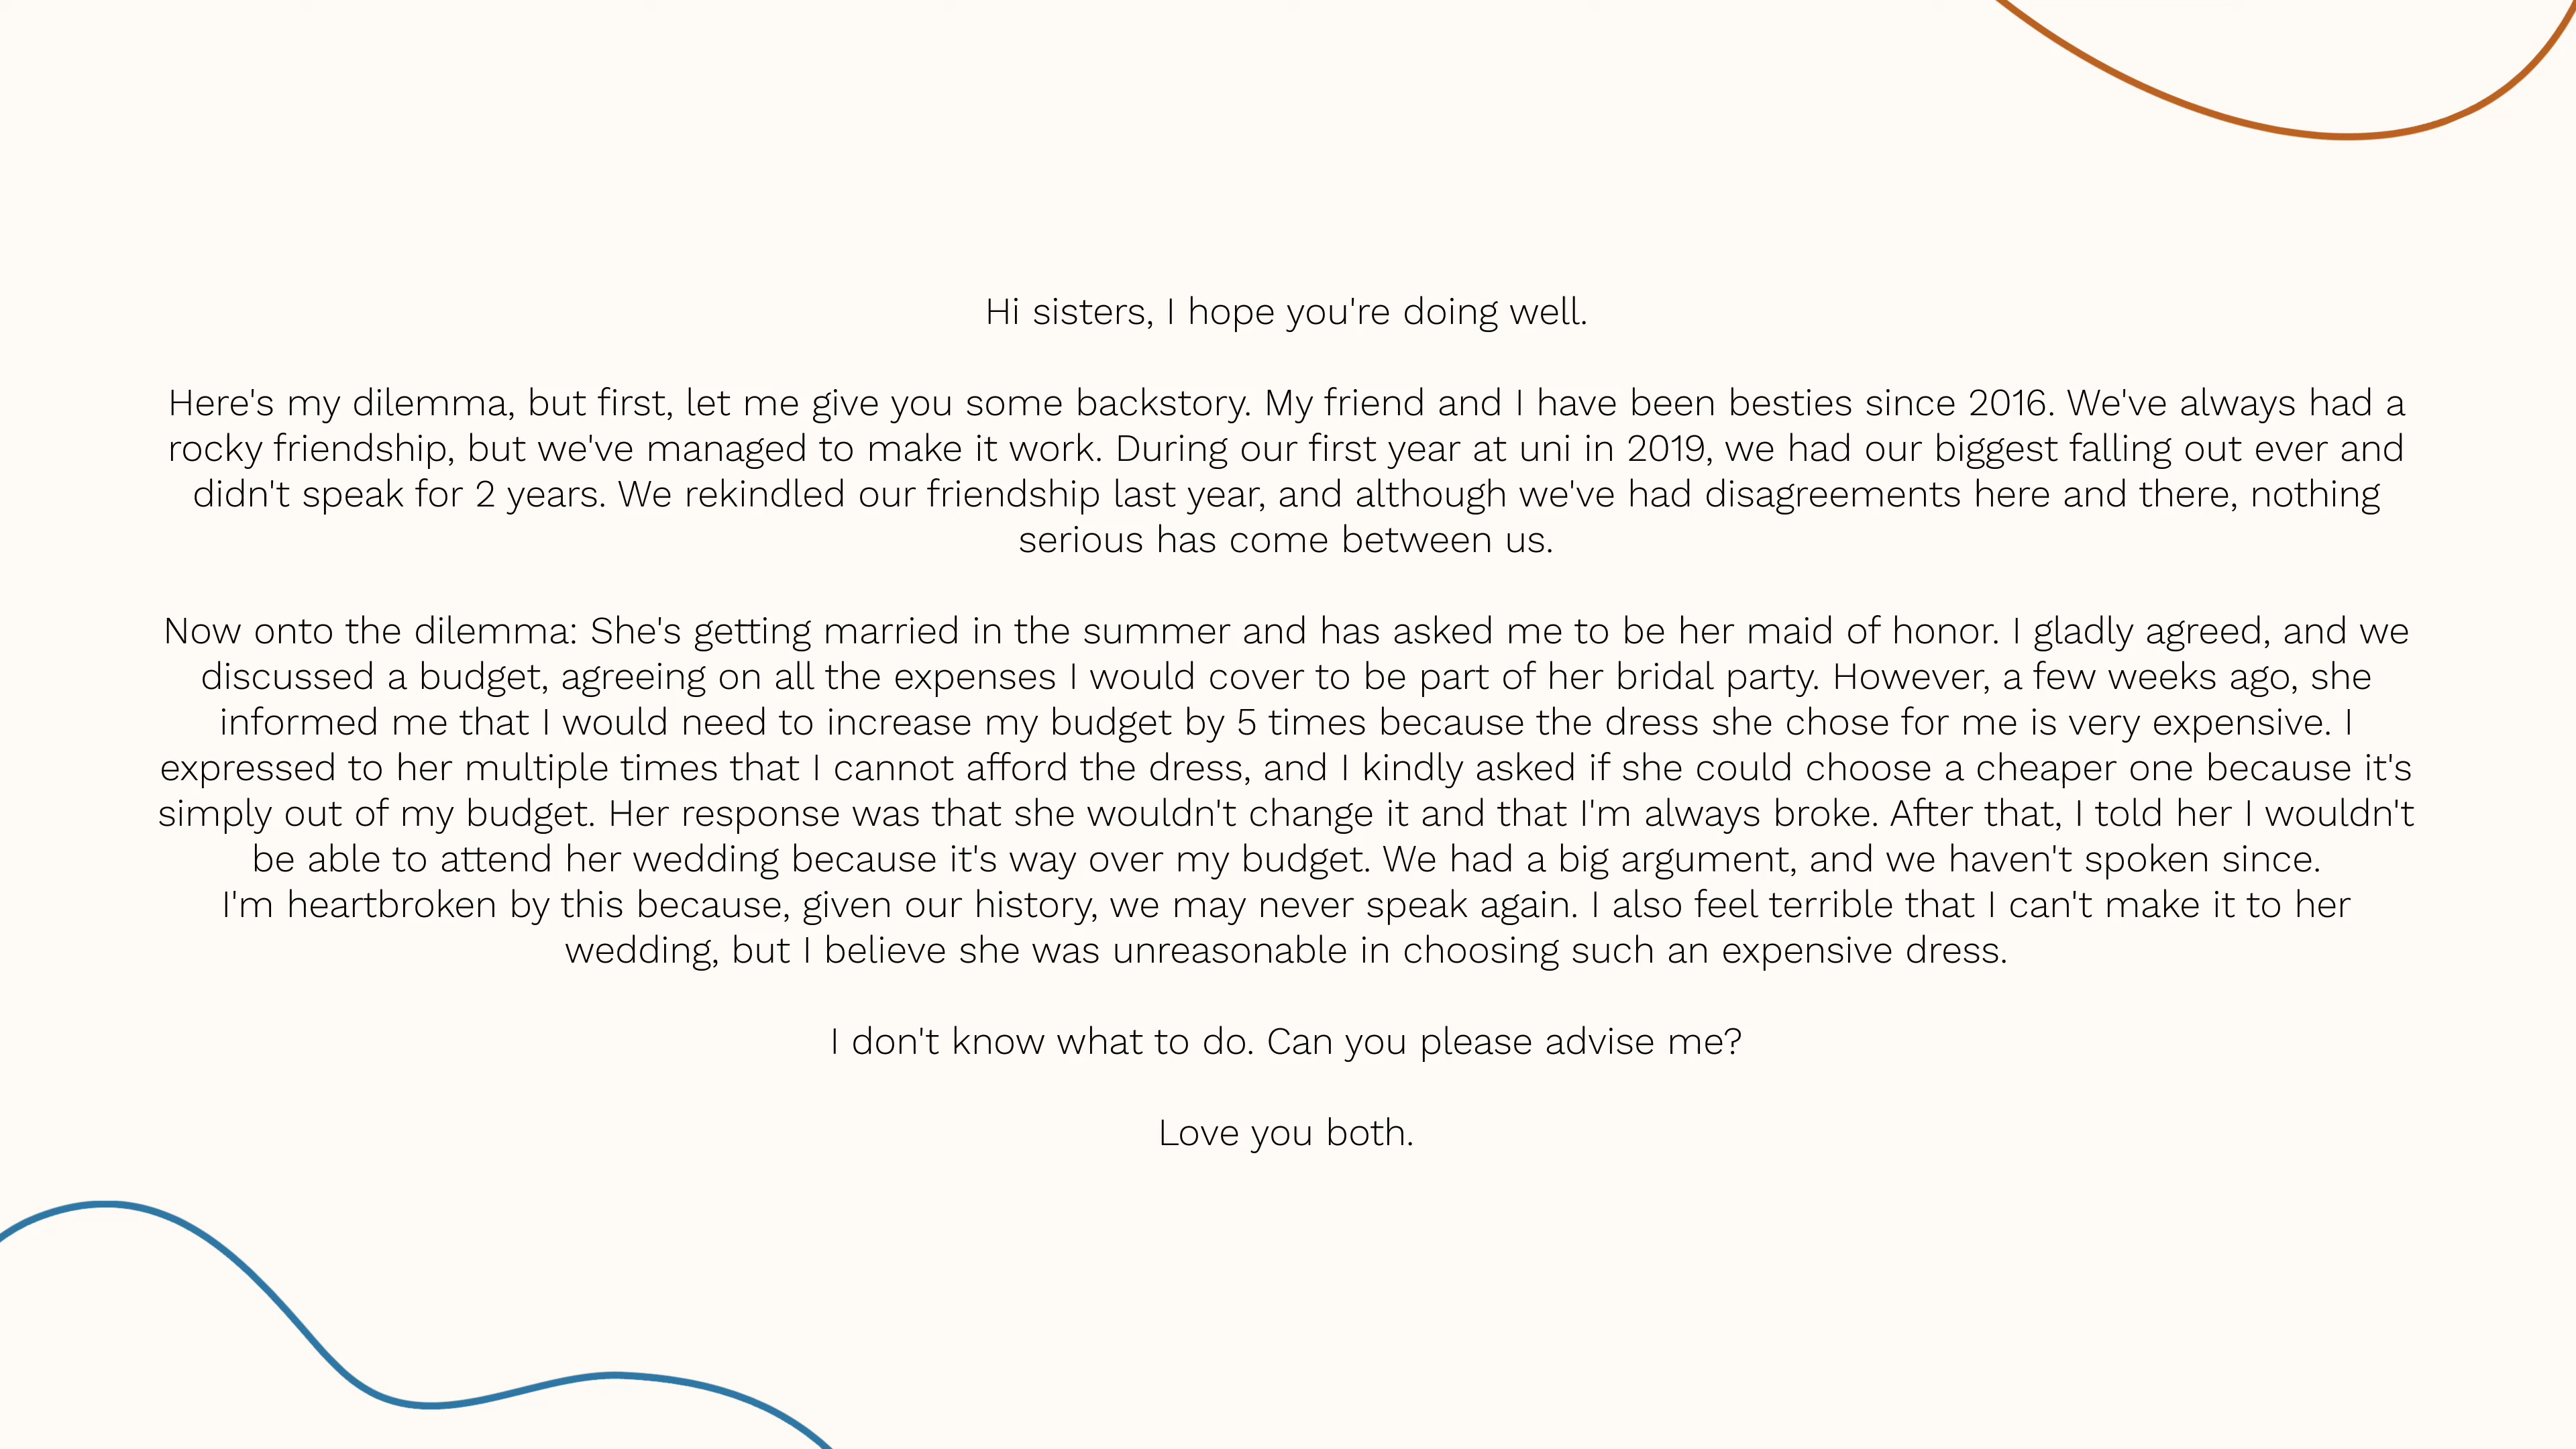 Hi sisters, I hope you're doing well.
Here's my dilemma, but first, let me give you some backstory. My friend and I have been besties since 2016. We've always had a
rocky friendship, but we've managed to make it work. During our first year at uni in 2019, we had our biggest falling out ever and
didn't speak for 2 years. We rekindled our friendship last year, and although we've had disagreements here and there, nothing
serious has come between us.
Now onto the dilemma: She's getting married in the summer and has asked me to be her maid of honor. I gladly agreed, and we
discussed a budget, agreeing on all the expenses I would cover to be part of her bridal party. However, a few weeks ago, she
informed me that I would need to increase my budget by 5 times because the dress she chose for me is very expensive. I
expressed to her multiple times that I cannot afford the dress, and I kindly asked if she could choose a cheaper one because it's
simply out of my budget. Her response was that she wouldn't change it and that I'm always broke. After that, I told her I wouldn't
be able to attend her wedding because it's way over my budget. We had a big argument, and we haven't spoken since.
I'm heartbroken by this because, given our history, we may never speak again. I also feel terrible that I can't make it to her
wedding, but I believe she was unreasonable in choosing such an expensive dress.
I don't know what to do. Can you please advise me?
Love you both.